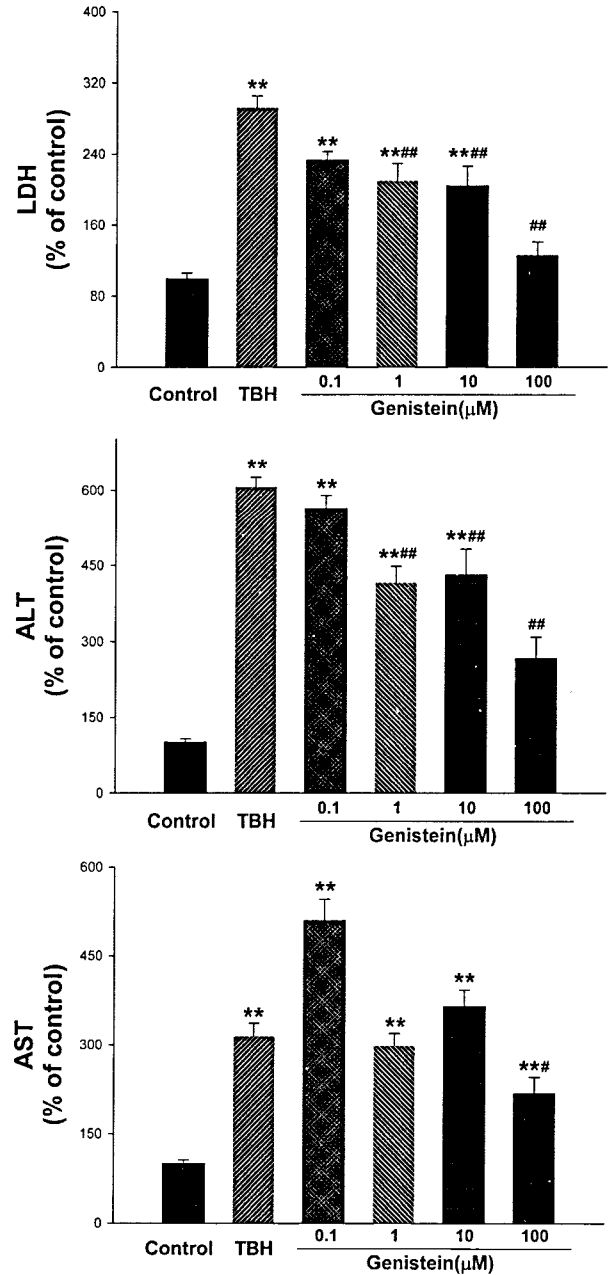 400
320
240
160
80
0
LDH
(% of control)
**
**
**##
**##
##
Control TBH 0.1 1 10 100
Genistein(μM)
600
450
300
150
0
ALT
(% of control)
**
**
**##
**##
##
Control TBH 0.1 1 10 100
Genistein(μM)
600
450
300
150
0
AST
(% of control)
**
**
**
**
**#
Control TBH 0.1 1 10 100
Genistein(μM)